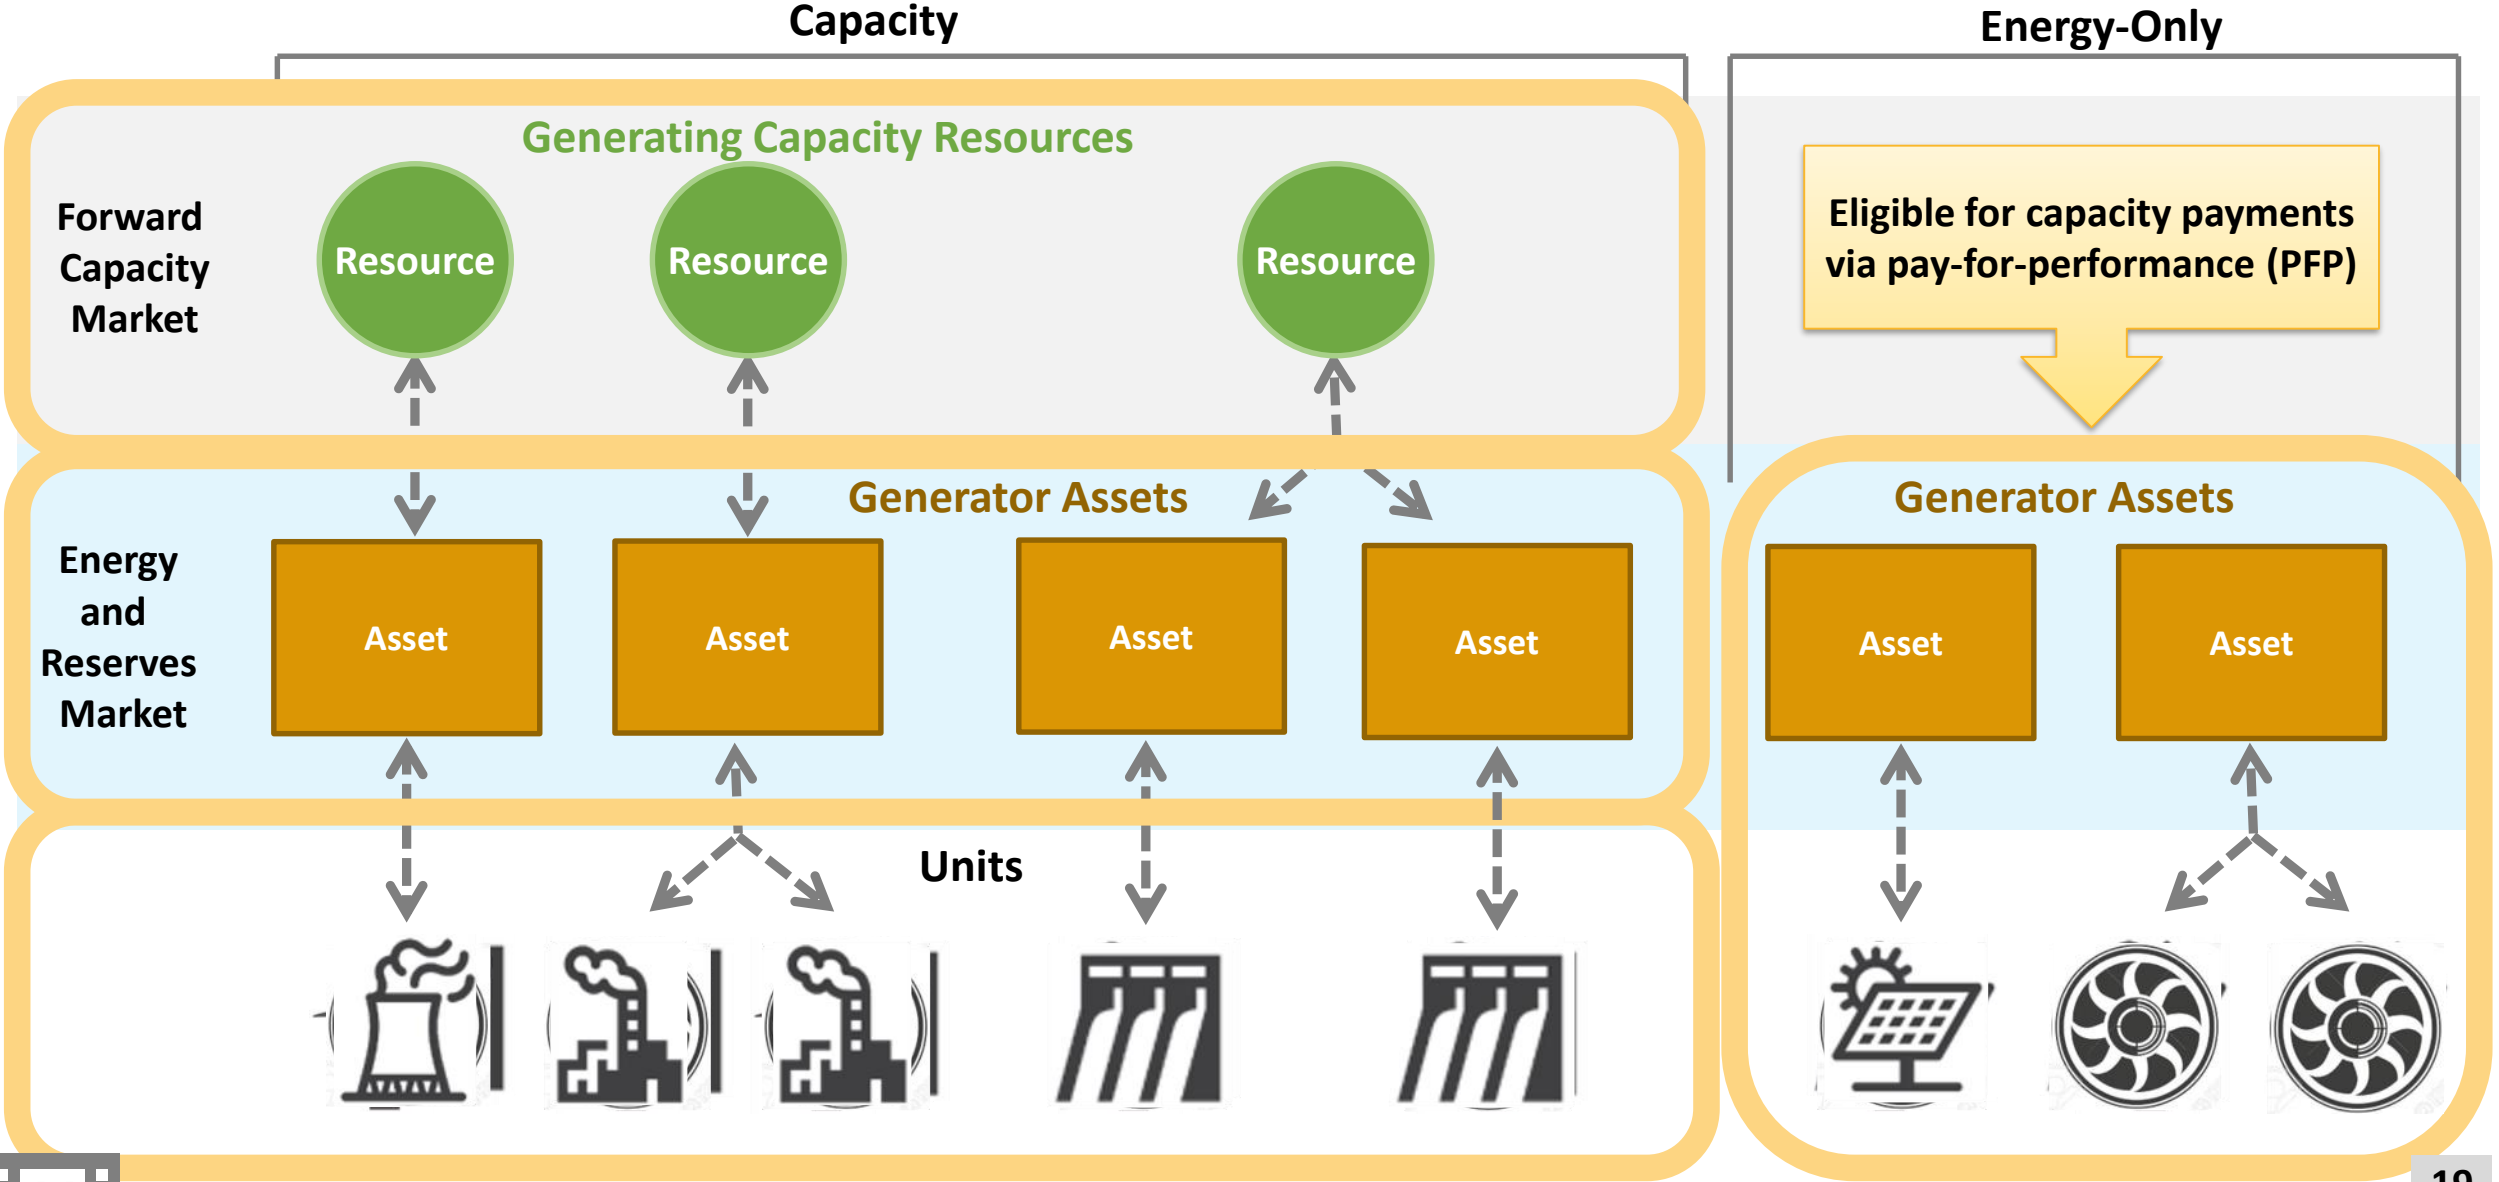 Capacity
Energy-Only
Generating Capacity Resources
Forward
Capacity
Market
Resource
Resource
Resource
Eligible for capacity payments
via pay-for-performance (PFP)
Generator Assets
Generator Assets
Energy
and
Reserves
Market
Asset
Asset
Asset
Asset
Asset
Asset
Units
19